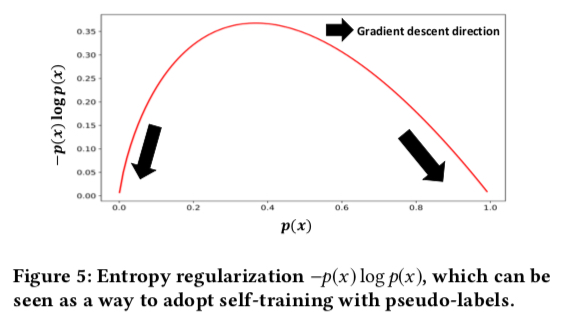 Gradient descent direction
−p(x) log p(x)
0.35
0.30
0.25
0.20
0.15
0.10
0.05
0.00
0.0 0.2 0.4 0.6 0.8 1.0
p(x)
Figure 5: Entropy regularization −p(x) log p(x), which can be
seen as a way to adopt self-training with pseudo-labels.